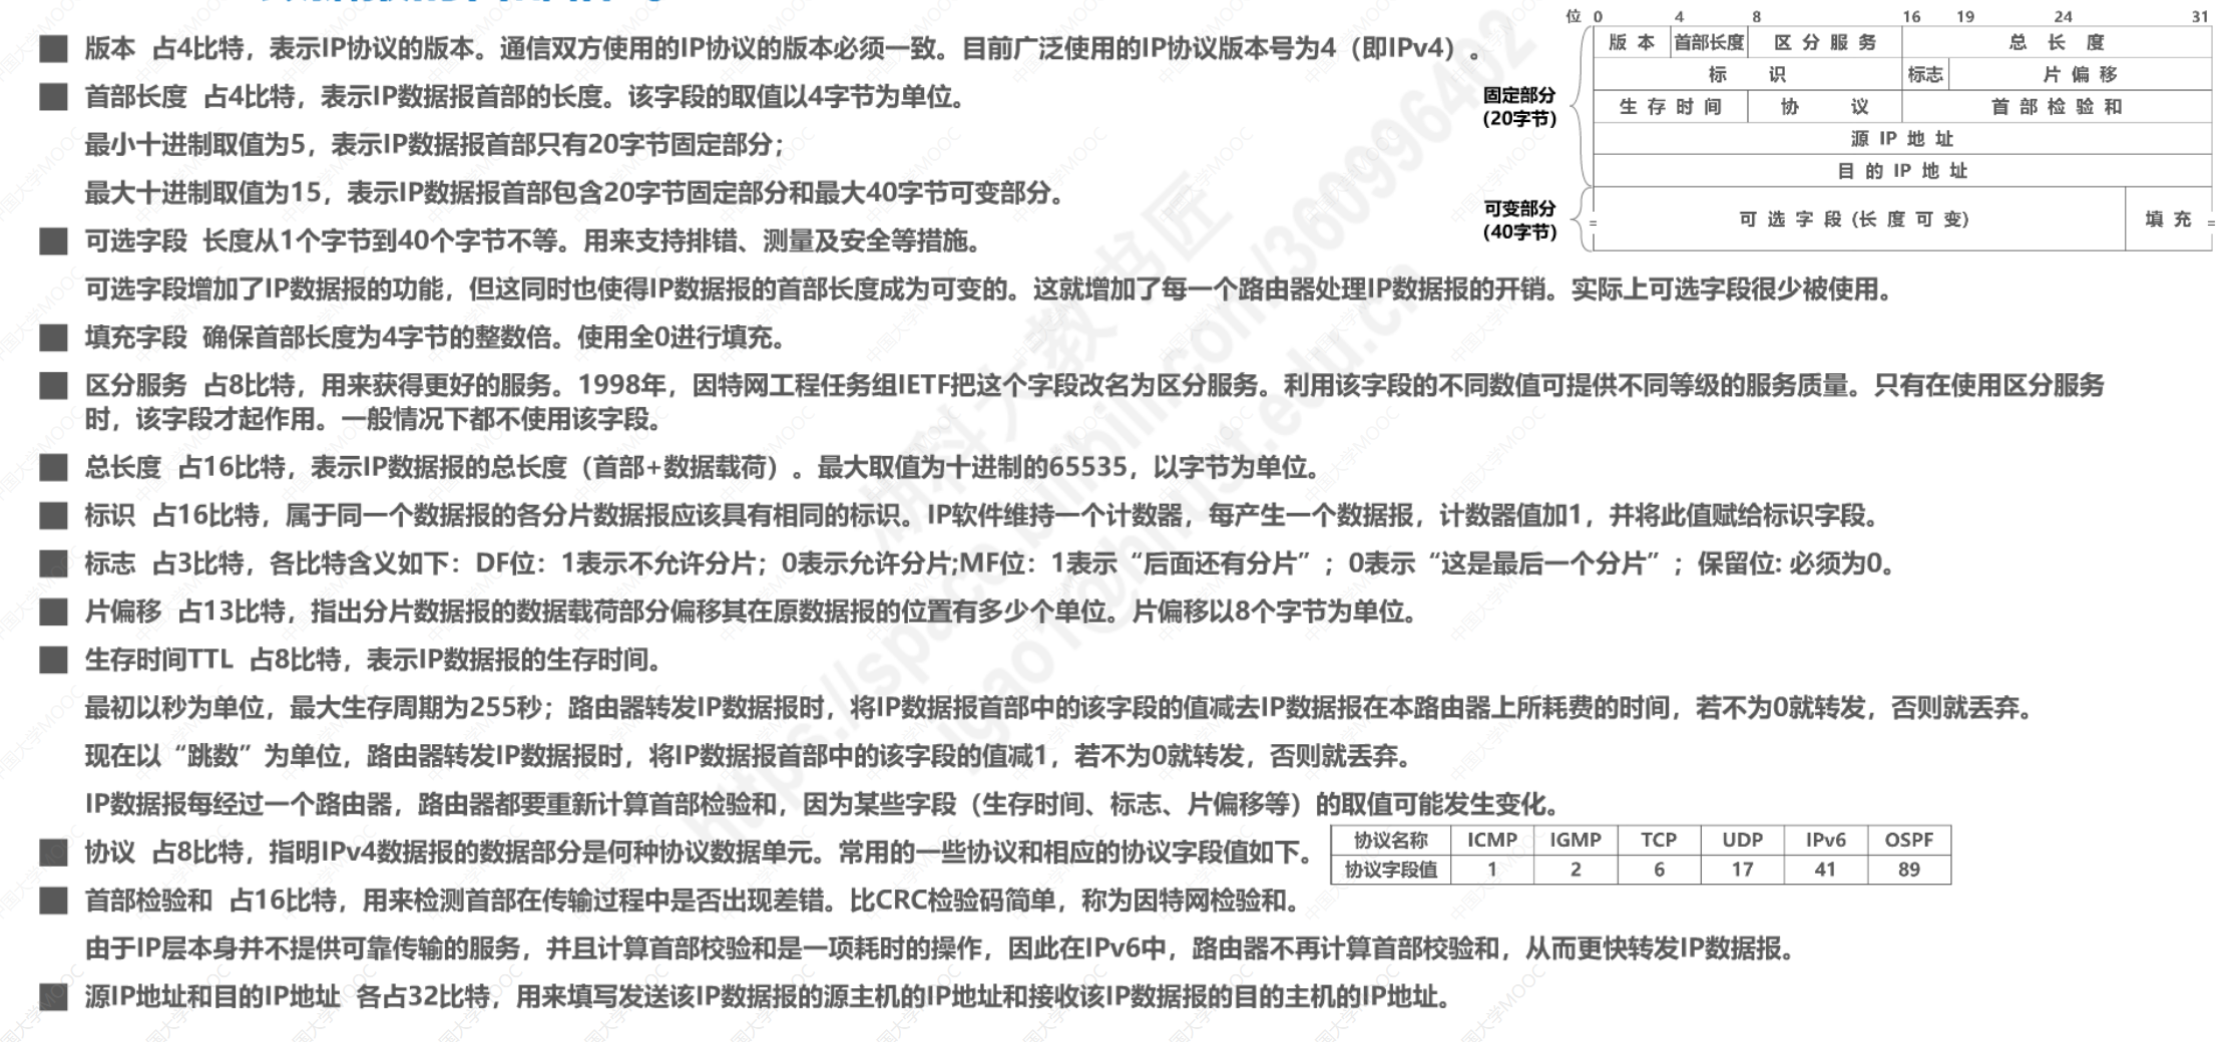 版本 占4比特，表示IP协议的版本。通信双方使用的IP协议的版本必须一致。目前广泛使用的IP协议版本号为4（即IPv4）。
首部长度 占4比特，表示IP数据报首部的长度。该字段的取值以4字节为单位。
最小十进制取值为5，表示IP数据报首部只有20字节固定部分；
最大十进制取值为15，表示IP数据报首部包含20字节固定部分和最大40字节可变部分。
可选字段 长度从1个字节到40个字节不等。用来支持排错、测量及安全等措施。
可选字段增加了IP数据报的功能，但这同时也使得IP数据报的首部长度成为可变的。这就增加了每一个路由器处理IP数据报的开销。实际上可选字段很少被使用。
填充字段 确保首部长度为4字节的整数倍。使用全0进行填充。
区分服务 占8比特，用来获得更好的服务。1998年，因特网工程任务组IETF把这个字段改名为区分服务。利用该字段的不同数值可提供不同等级的服务质量。只有在使用区分服务
时，该字段才起作用。一般情况下都不使用该字段。
总长度 占16比特，表示IP数据报的总长度（首部+数据载荷）。最大取值为十进制的65535，以字节为单位。
标识 占16比特，属于同一个数据报的各分片数据报应该具有相同的标识。IP软件维持一个计数器，每产生一个数据报，计数器值加1，并将此值赋给标识字段。
标志 占3比特，各比特含义如下：DF位：1表示不允许分片；0表示允许分片;MF位：1表示“后面还有分片”；0表示“这是最后一个分片”；保留位: 必须为0。
片偏移 占13比特，指出分片数据报的数据载荷部分偏移其在原数据报的位置有多少个单位。片偏移以8个字节为单位。
生存时间TTL 占8比特，表示IP数据报的生存时间。
最初以秒为单位，最大生存周期为255秒；路由器转发IP数据报时，将IP数据报首部中的该字段的值减去IP数据报在本路由器上所耗费的时间，若不为0就转发，否则就丢弃。
现在以“跳数”为单位，路由器转发IP数据报时，将IP数据报首部中的该字段的值减1，若不为0就转发，否则就丢弃。
IP数据报每经过一个路由器，路由器都要重新计算首部检验和，因为某些字段（生存时间、标志、片偏移等）的取值可能发生变化。
协议 占8比特，指明IPv4数据报的数据部分是何种协议数据单元。常用的一些协议和相应的协议字段值如下。
协议名称 ICMP IGMP TCP UDP IPv6 OSPF
协议字段值 1 2 6 17 41 89
首部检验和 占16比特，用来检测首部在传输过程中是否出现差错。比CRC检验码简单，称为因特网检验和。
由于IP层本身并不提供可靠传输的服务，并且计算首部校验和是一项耗时的操作，因此在IPv6中，路由器不再计算首部校验和，从而更快转发IP数据报。
源IP地址和目的IP地址 各占32比特，用来填写发送该IP数据报的源主机的IP地址和接收该IP数据报的目的主机的IP地址。
位 0 4 8 16 19 24 31
版 本 首部长度 区 分 服 务 总 长 度
标 识 标志 片 偏 移
固定部分
(20字节)
生 存 时 间 协 议 首 部 检 验 和
源 IP 地 址
目 的 IP 地 址
可变部分
(40字节)
可 选 字 段 (长 度 可 变) 填 充
中国大学MOOC
https://space.bilibili.com/360996402
jgao1@hnust.edu.cn